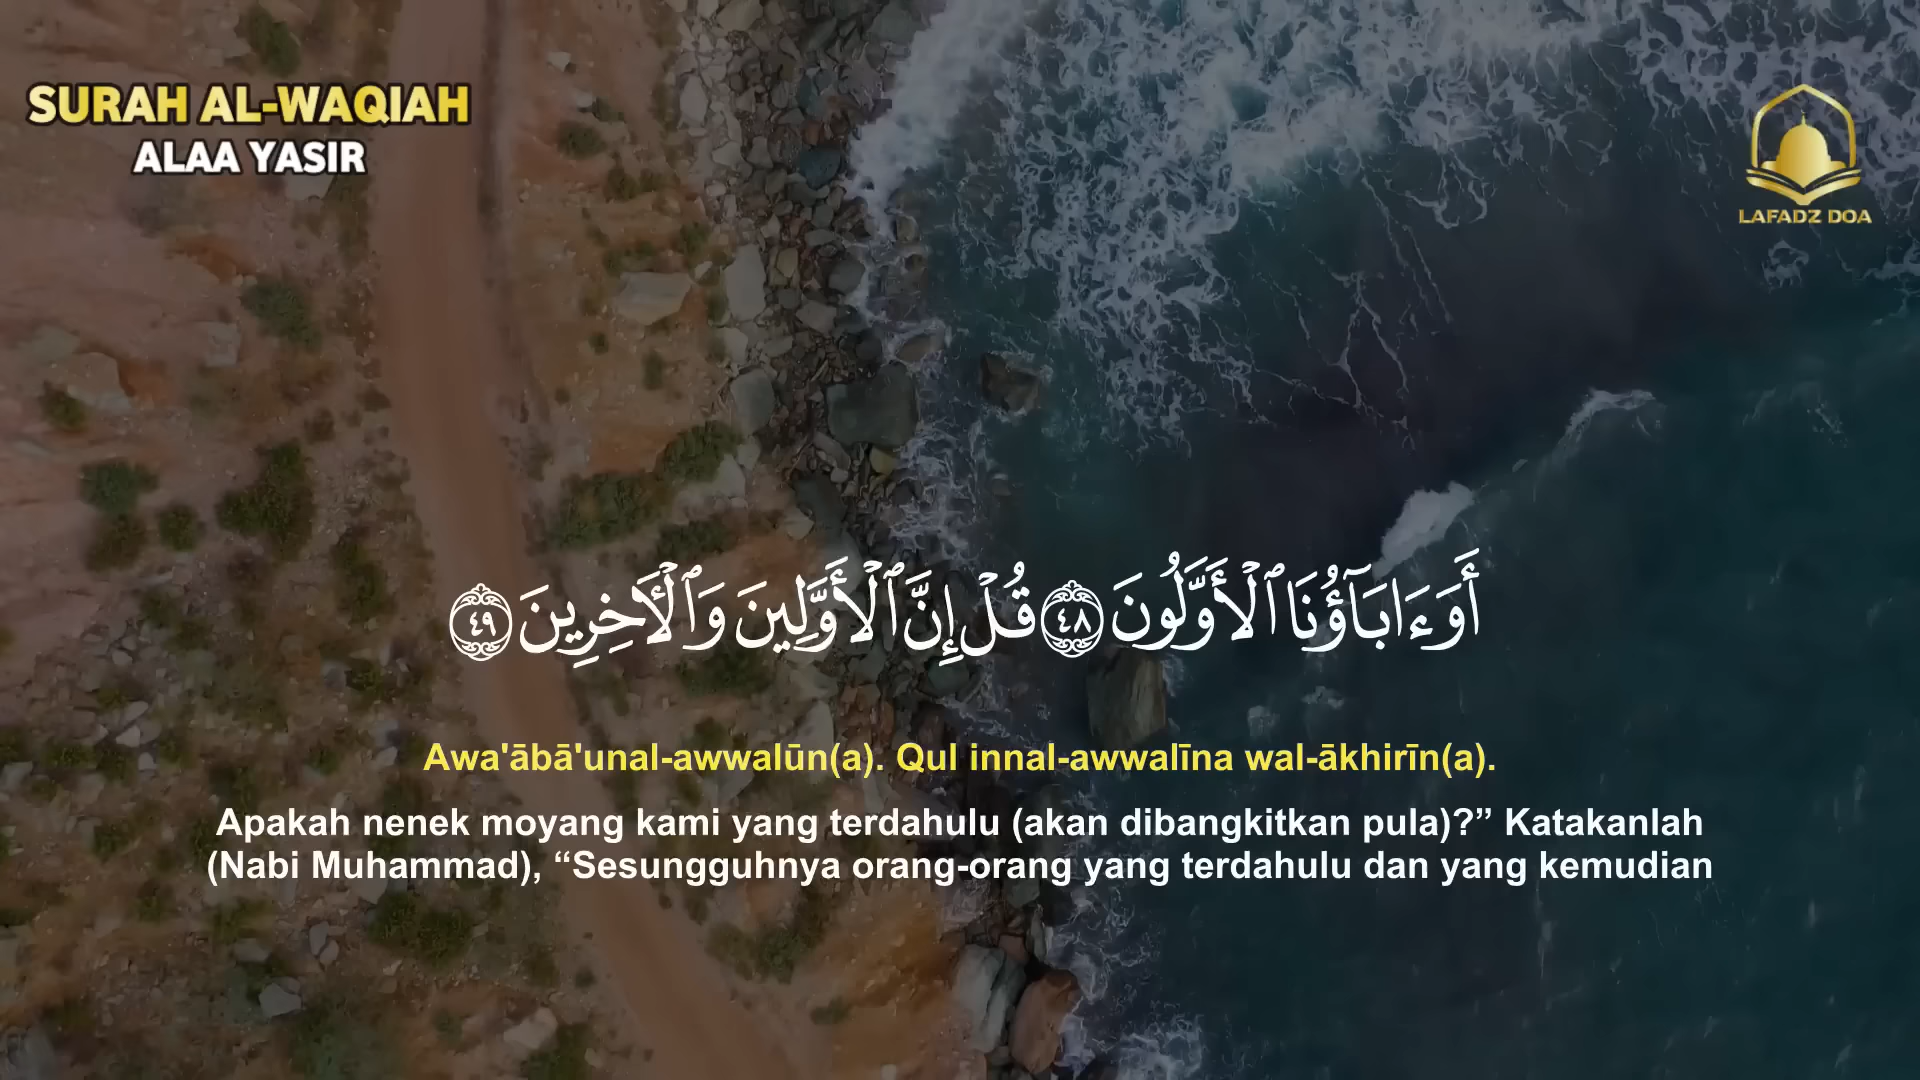 SURAH AL-WAQIAH
ALAA YASIR
LAFADZ DOA
أَوَءَابَآؤُنَا ٱلْأَوَّلُونَ ٤٨ قُلْ إِنَّ ٱلْأَوَّلِينَ وَٱلْأَخِرِينَ ٤٩
Awa'ābā'unal-awwalūn(a). Qul innal-awwalīna wal-ākhirīn(a).
Apakah nenek moyang kami yang terdahulu (akan dibangkitkan pula)?” Katakanlah
(Nabi Muhammad), “Sesungguhnya orang-orang yang terdahulu dan yang kemudian